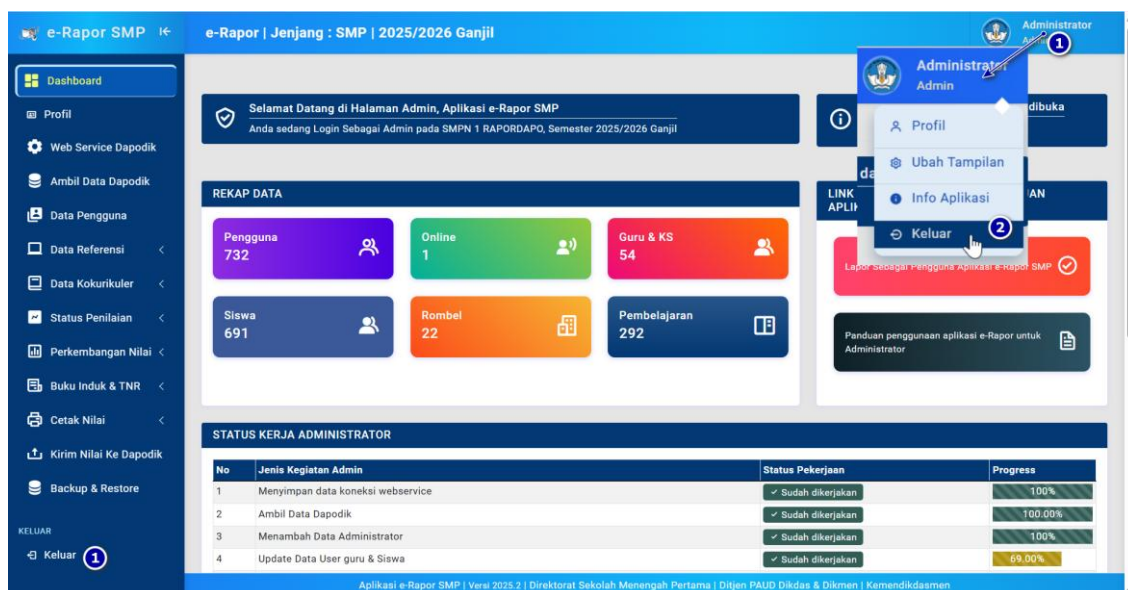 e-Rapor SMP
e-Rapor | Jenjang : SMP | 2025/2026 Ganjil
Administrator
1
Administrator
Admin
Profil
Ubah Tampilan
Info Aplikasi
Keluar
2
Dashboard
Profil
Web Service Dapodik
Ambil Data Dapodik
Data Pengguna
Data Referensi
Data Kokurikuler
Status Penilaian
Perkembangan Nilai
Buku Induk & TNR
Cetak Nilai
Kirim Nilai Ke Dapodik
Backup & Restore
KELUAR
Keluar
1
Selamat Datang di Halaman Admin, Aplikasi e-Rapor SMP
Anda sedang Login Sebagai Admin pada SMPN 1 RAPORDAPO, Semester 2025/2026 Ganjil
dibuka
da
REKAP DATA
Pengguna
732
Online
1
Guru & KS
54
Siswa
691
Rombel
22
Pembelajaran
292
LINK
AN
Lapor Sebagai Pengguna Aplikasi e-Rapor SMP
Panduan penggunaan aplikasi e-Rapor untuk
Administrator
STATUS KERJA ADMINISTRATOR
No Jenis Kegiatan Admin Status Pekerjaan Progress
1 Menyimpan data koneksi webservice Sudah dikerjakan 100%
2 Ambil Data Dapodik Sudah dikerjakan 100.00%
3 Menambah Data Administrator Sudah dikerjakan 100%
4 Update Data User guru & Siswa Sudah dikerjakan 69.00%
Aplikasi e-Rapor SMP | Versi 2025.2 | Direktorat Sekolah Menengah Pertama | Ditjen PAUD Dikdas & Dikmen | Kemendikdasmen